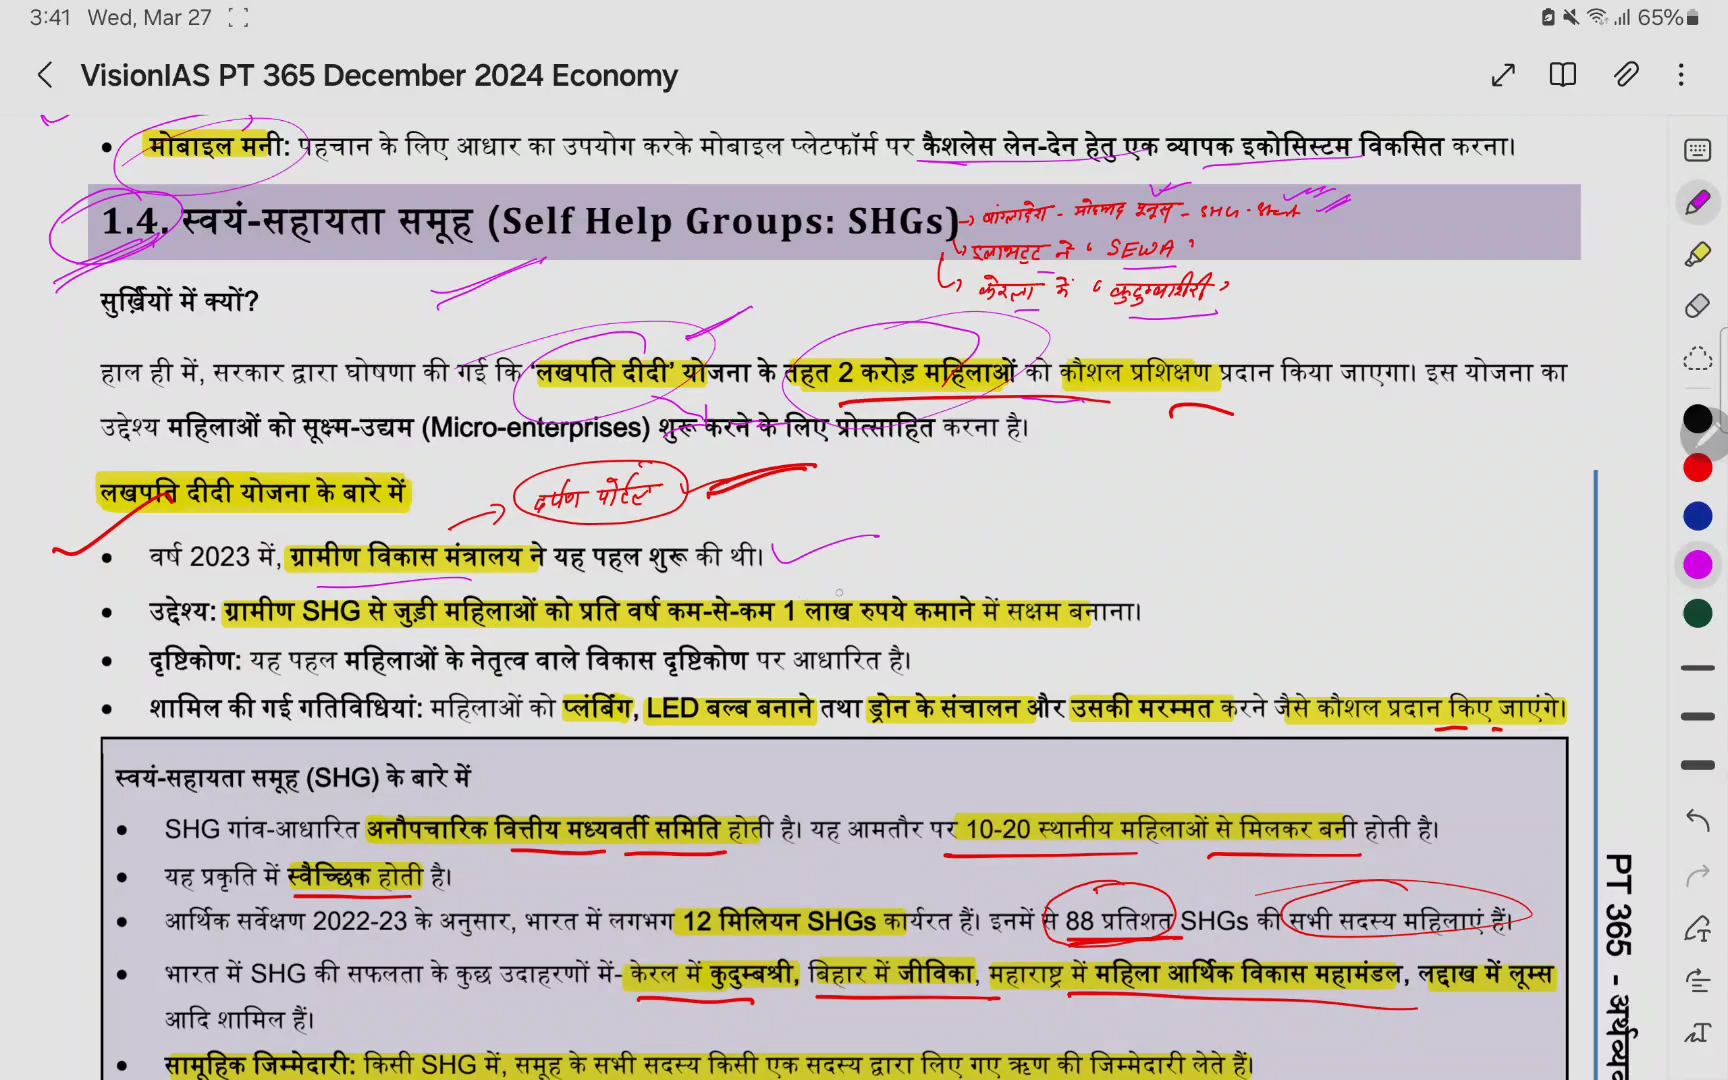 3:41 Wed, Mar 27
65%
VisionIAS PT 365 December 2024 Economy
• मोबाइल मनी: पहचान के लिए आधार का उपयोग करके मोबाइल प्लेटफॉर्म पर कैशलेस लेन-देन हेतु एक व्यापक इकोसिस्टम विकसित करना।
1.4. स्वयं-सहायता समूह (Self Help Groups: SHGs)
बांग्लादेश - मोहम्मद यूनुस - SHG -
इलाभट्ट ने ' SEWA '
केरला में ' कुदुम्बाश्री '
सुर्ख़ियों में क्यों?
हाल ही में, सरकार द्वारा घोषणा की गई कि 'लखपति दीदी' योजना के तहत 2 करोड़ महिलाओं को कौशल प्रशिक्षण प्रदान किया जाएगा। इस योजना का
उद्देश्य महिलाओं को सूक्ष्म-उद्यम (Micro-enterprises) शुरू करने के लिए प्रोत्साहित करना है।
लखपति दीदी योजना के बारे में
दर्पण पोर्टल
• वर्ष 2023 में, ग्रामीण विकास मंत्रालय ने यह पहल शुरू की थी।
• उद्देश्य: ग्रामीण SHG से जुड़ी महिलाओं को प्रति वर्ष कम-से-कम 1 लाख रुपये कमाने में सक्षम बनाना।
• दृष्टिकोण: यह पहल महिलाओं के नेतृत्व वाले विकास दृष्टिकोण पर आधारित है।
• शामिल की गई गतिविधियां: महिलाओं को प्लंबिंग, LED बल्ब बनाने तथा ड्रोन के संचालन और उसकी मरम्मत करने जैसे कौशल प्रदान किए जाएंगे।
स्वयं-सहायता समूह (SHG) के बारे में
• SHG गांव-आधारित अनौपचारिक वित्तीय मध्यवर्ती समिति होती है। यह आमतौर पर 10-20 स्थानीय महिलाओं से मिलकर बनी होती है।
• यह प्रकृति में स्वैच्छिक होती है।
• आर्थिक सर्वेक्षण 2022-23 के अनुसार, भारत में लगभग 12 मिलियन SHGs कार्यरत हैं। इनमें से 88 प्रतिशत SHGs की सभी सदस्य महिलाएं हैं।
• भारत में SHG की सफलता के कुछ उदाहरणों में- केरल में कुदुम्बश्री, बिहार में जीविका, महाराष्ट्र में महिला आर्थिक विकास महामंडल, लद्दाख में लूम्स
आदि शामिल हैं।
• सामूहिक जिम्मेदारी: किसी SHG में, समूह के सभी सदस्य किसी एक सदस्य द्वारा लिए गए ऋण की जिम्मेदारी लेते हैं।
PT 365 -